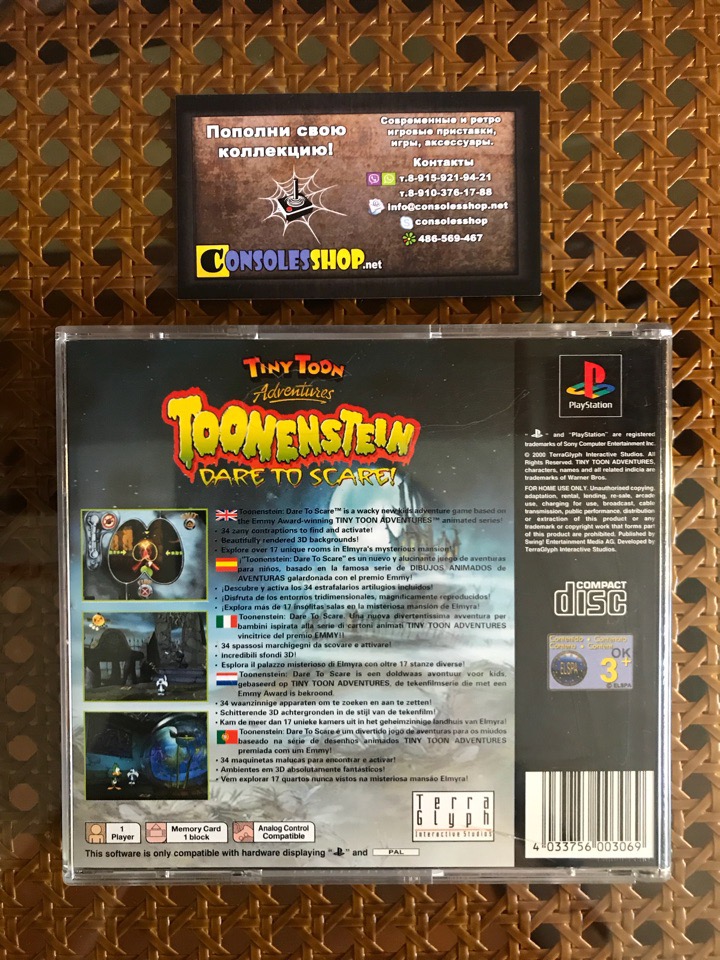 Пополни свою
коллекцию!
Современные и ретро
игровые приставки,
игры, аксессуары.
Контакты
т.8-915-921-94-21
т.8-910-376-17-88
info@consolesshop.net
consolesshop
486-569-467
CONSOLESSHOP.net
TINY TOON
Adventures
TOONENSTEIN
DARE TO SCARE!
Toonenstein: Dare To Scare™ is a wacky new kids adventure game based on
the Emmy Award-winning TINY TOON ADVENTURES™ animated series!
• 34 zany contraptions to find and activate!
• Beautifully rendered 3D backgrounds!
• Explore over 17 unique rooms in Elmyra's mysterious mansion!
¡"Toonenstein: Dare To Scare" es un nuevo y alucinante juego de aventuras
para niños, basado en la famosa serie de DIBUJOS ANIMADOS de
AVENTURAS galardonada con el premio Emmy!
• ¡Descubre y activa los 34 estrafalarios artilugios incluidos!
• ¡Disfruta de los entornos tridimensionales, magníficamente reproducidos!
• ¡Explora más de 17 insólitas salas en la misteriosa mansión de Elmyra!
Toonenstein: Dare To Scare. Una nuova divertentissima avventura per
bambini ispirata alla serie di cartoni animati TINY TOON ADVENTURES
vincitrice del premio EMMY!!
• 34 spassosi marchigegni da scovare e attivare!
• Incredibili sfondi 3D!
• Esplora il palazzo misterioso di Elmyra con oltre 17 stanze diverse!
Toonenstein: Dare To Scare is een doldwaas avontuur voor kids,
gebaseerd op TINY TOON ADVENTURES, de tekenfilmserie die met een
Emmy Award is bekroond.
• 34 waanzinnige apparaten om te zoeken en aan te zetten!
• Schitterende 3D achtergronden in de stijl van de tekenfilm!
• Kam de meer dan 17 unieke kamers uit in het geheimzinnige landhuis van Elmyra!
Toonenstein: Dare To Scare é um divertido jogo de aventuras para os miúdos
baseado na série de desenhos animados TINY TOON ADVENTURES
premiada com um Emmy!
• 34 maquinetas malucas para encontrar e activar!
• Ambientes em 3D absolutamente fantásticos!
• Vem explorar 17 quartos nunca vistos na misteriosa mansão Elmyra!
1
Player
Memory Card
1 block
Analog Control
Compatible
Terra
Glyph
Interactive Studios
This software is only compatible with hardware displaying " " and PAL
PlayStation
" " and "PlayStation" are registered
trademarks of Sony Computer Entertainment Inc.
© 2000 TerraGlyph Interactive Studios. All
Rights Reserved. TINY TOON ADVENTURES,
characters, names and all related indicia are
trademarks of Warner Bros.
FOR HOME USE ONLY. Unauthorized copying,
adaptation, rental, lending, re-sale, arcade
use, charging for use, broadcast, cable
transmission, public performance, distribution
or extraction of this product or any
trademark or copyright work that forms part
of this product are prohibited. Published by
Swing! Entertainment Media AG. Developed by
TerraGlyph Interactive Studios.
COMPACT
disc
ELSPA
OK
3+
© ELSPA
4 033756 003069